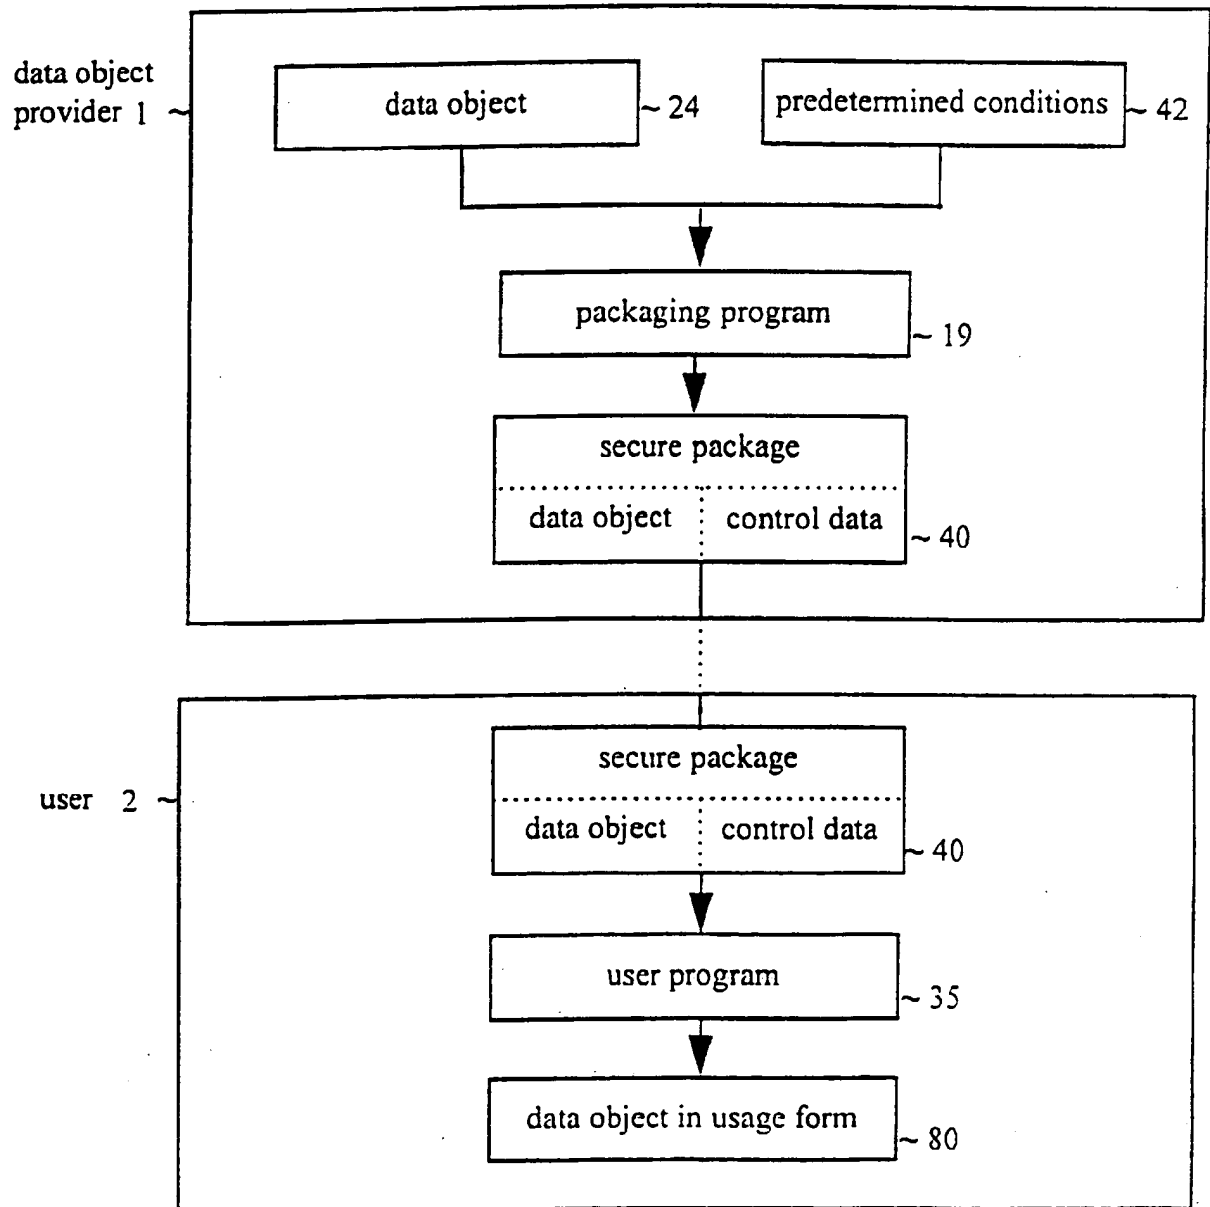 data object
provider 1 ~
data object
~ 24
predetermined conditions
~ 42
packaging program
~ 19
secure package
data object
control data
~ 40
user 2 ~
secure package
data object
control data
~ 40
user program
~ 35
data object in usage form
~ 80